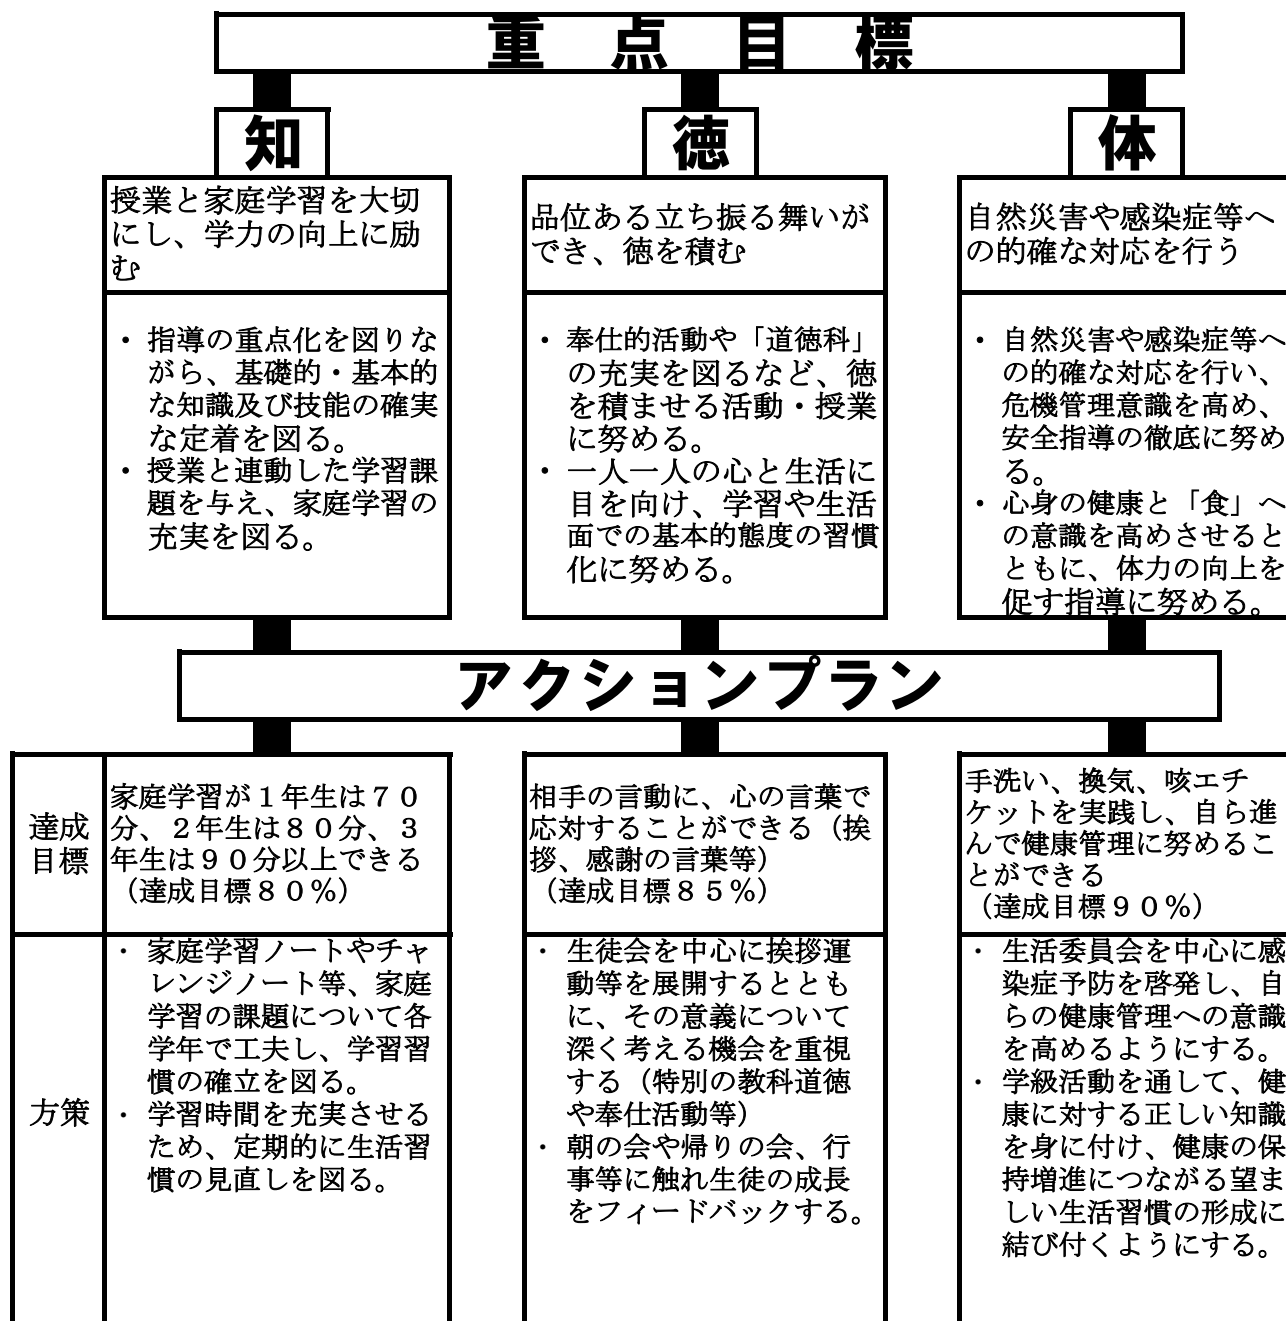 重点目標
知
授業と家庭学習を大切
にし、学力の向上に励
む
・ 指導の重点化を図りな
がら、基礎的・基本的
な知識及び技能の確実
な定着を図る。
・ 授業と連動した学習課
題を与え、家庭学習の
充実を図る。
徳
品位ある立ち振る舞いが
でき、徳を積む
・ 奉仕的活動や「道徳科」
の充実を図るなど、徳
を積ませる活動・授業
に努める。
・ 一人一人の心と生活に
目を向け、学習や生活
面での基本的態度の習慣
化に努める。
体
自然災害や感染症等へ
の的確な対応を行う
・ 自然災害や感染症等へ
の的確な対応を行い、
危機管理意識を高め、
安全指導の徹底に努め
る。
・ 心身の健康と「食」へ
の意識を高めさせると
ともに、体力の向上を
促す指導に努める。
アクションプラン
達成
目標
家庭学習が１年生は７０
分、２年生は８０分、３
年生は９０分以上できる
（達成目標８０％）
相手の言動に、心の言葉で
応対することができる（挨
拶、感謝の言葉等）
（達成目標８５％）
手洗い、換気、咳エチ
ケットを実践し、自ら進
んで健康管理に努めるこ
とができる
（達成目標９０％）
方策
・ 家庭学習ノートやチャ
レンジノート等、家庭
学習の課題について各
学年で工夫し、学習習
慣の確立を図る。
・ 学習時間を充実させる
ため、定期的に生活習
慣の見直しを図る。
・ 生徒会を中心に挨拶運
動等を展開するととも
に、その意義について
深く考える機会を重視
する（特別の教科道徳
や奉仕活動等）
・ 朝の会や帰りの会、行
事等に触れ生徒の成長
をフィードバックする。
・ 生活委員会を中心に感
染症予防を啓発し、自
らの健康管理への意識
を高めるようにする。
・ 学級活動を通して、健
康に対する正しい知識
を身に付け、健康の保
持増進につながる望ま
しい生活習慣の形成に
結び付くようにする。